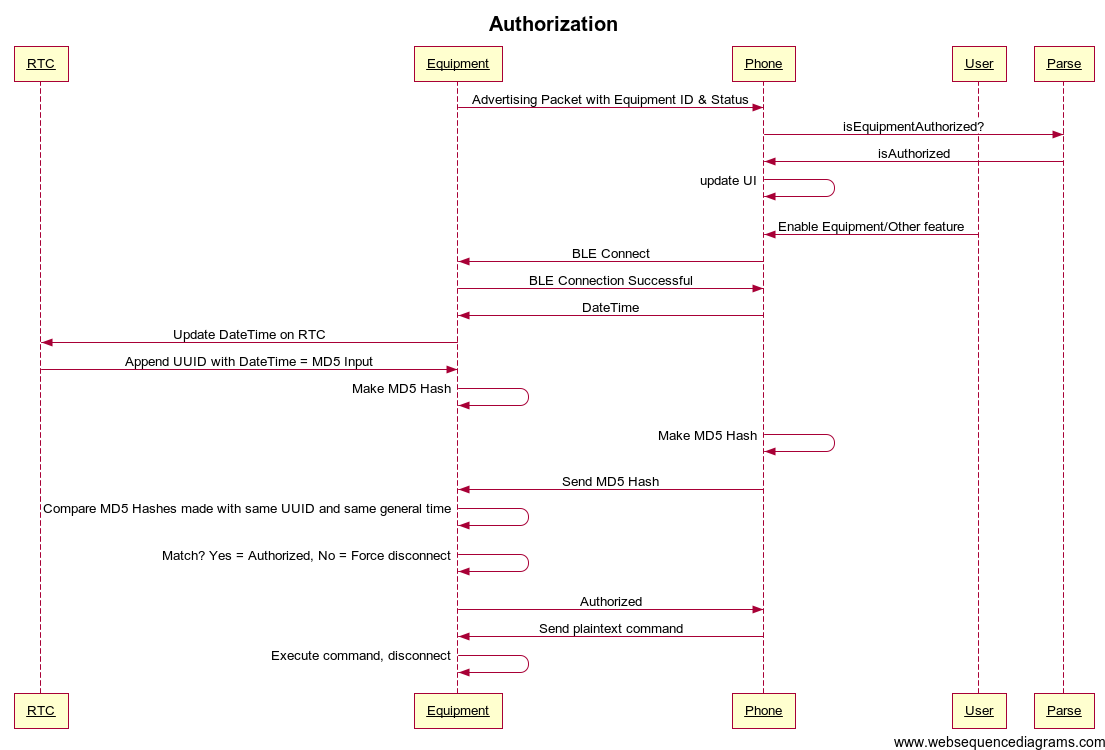 Authorization
RTC
Equipment
Phone
User
Parse
Advertising Packet with Equipment ID & Status
isEquipmentAuthorized?
isAuthorized
update UI
Enable Equipment/Other feature
BLE Connect
BLE Connection Successful
DateTime
Update DateTime on RTC
Append UUID with DateTime = MD5 Input
Make MD5 Hash
Make MD5 Hash
Send MD5 Hash
Compare MD5 Hashes made with same UUID and same general time
Match? Yes = Authorized, No = Force disconnect
Authorized
Send plaintext command
Execute command, disconnect
RTC
Equipment
Phone
User
Parse
www.websequencediagrams.com